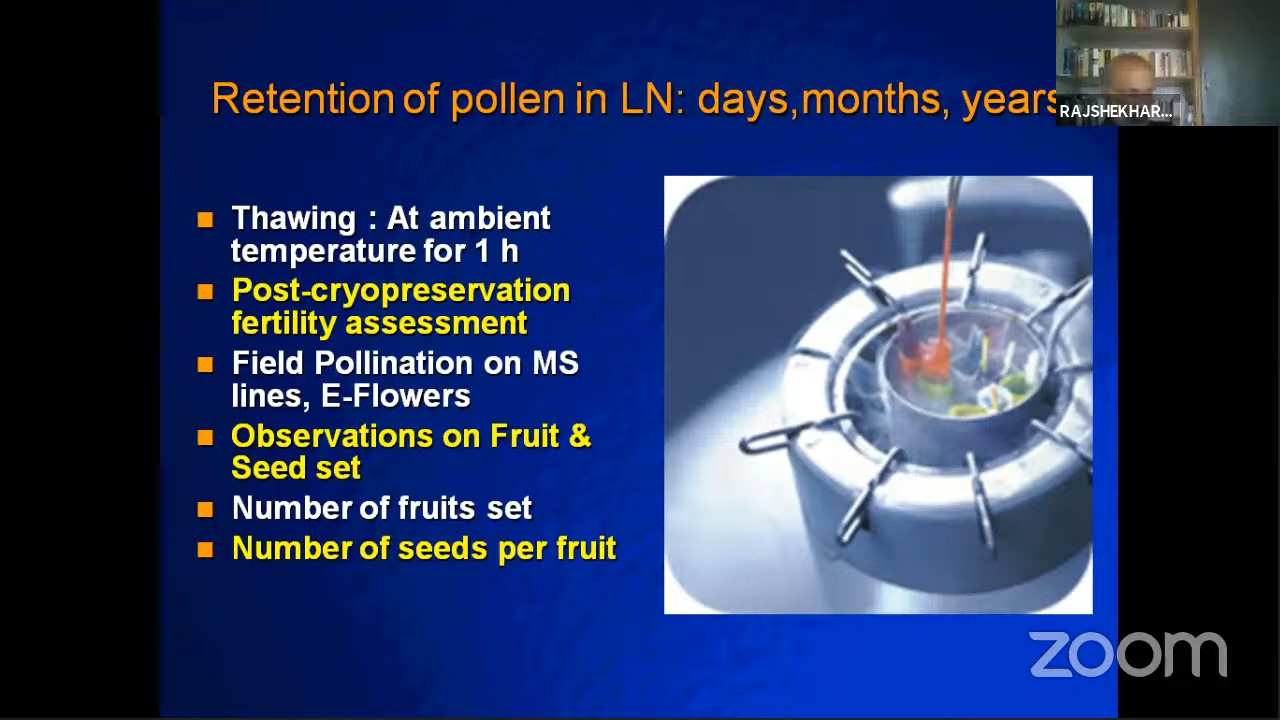 Retention of pollen in LN: days,months, years
RAJSHEKHAR...
Thawing : At ambient
temperature for 1 h
Post-cryopreservation
fertility assessment
Field Pollination on MS
lines, E-Flowers
Observations on Fruit &
Seed set
Number of fruits set
Number of seeds per fruit
zoom